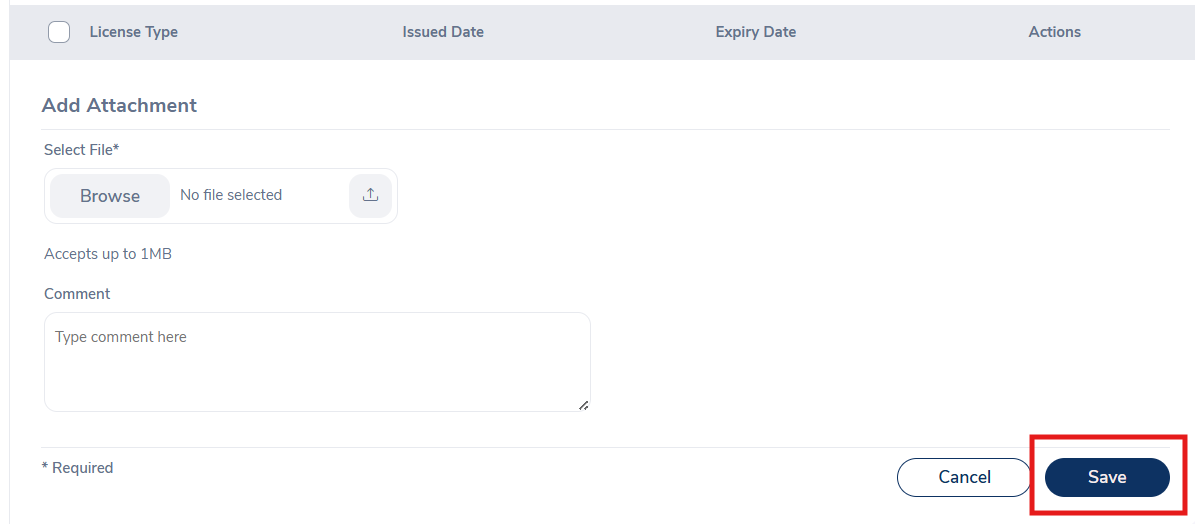 License Type Issued Date Expiry Date Actions
Add Attachment
Select File*
Browse No file selected
Accepts up to 1MB
Comment
Type comment here
* Required
Cancel Save